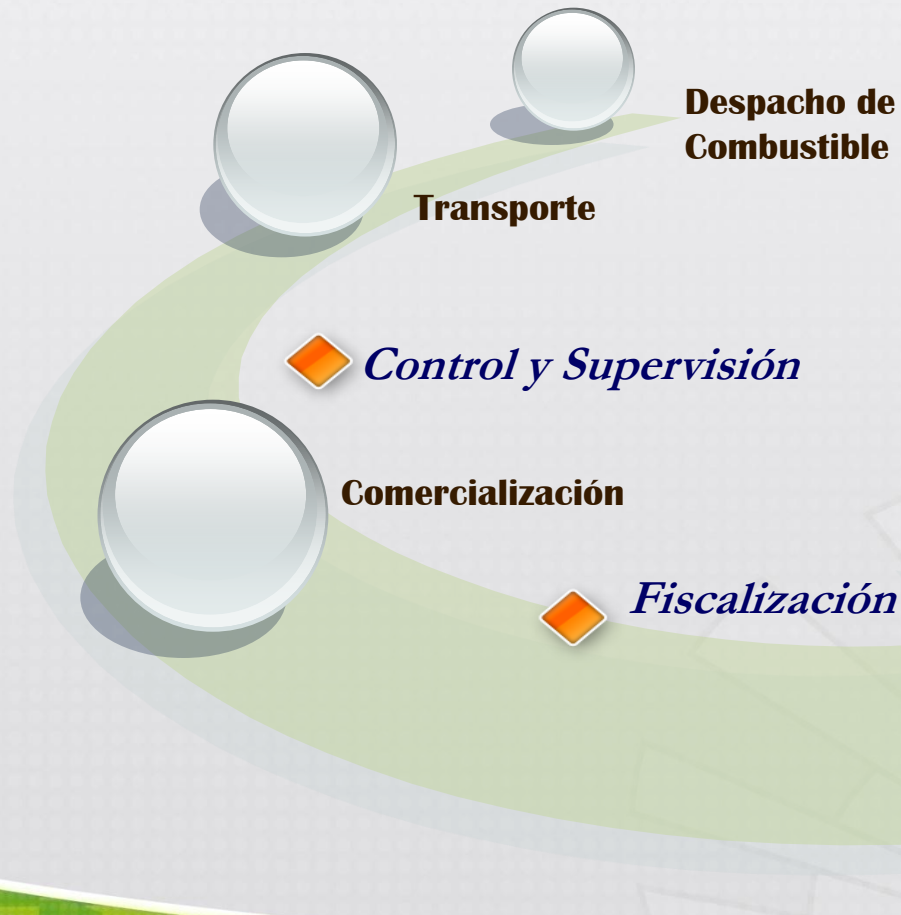 Despacho de
Combustible
Transporte
Control y Supervisión
Comercialización
Fiscalización